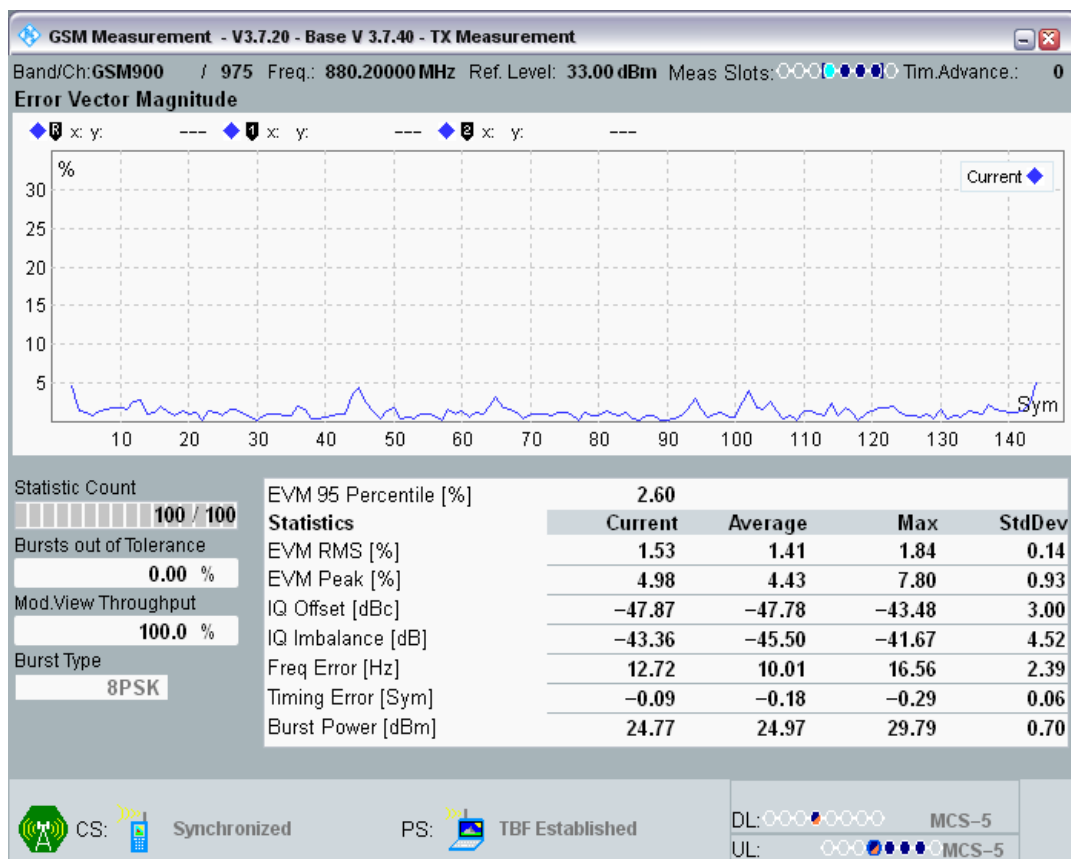 GSM Measurement - V3.7.20 - Base V 3.7.40 - TX Measurement
Band/Ch:GSM900 / 975 Freq.: 880.20000 MHz Ref. Level: 33.00 dBm Meas Slots: Tim.Advance.: 0
Error Vector Magnitude
R x: y: --- 1 x: y: --- 2 x: y: ---
%
Current
30
25
20
15
10
5
Sym
10 20 30 40 50 60 70 80 90 100 110 120 130 140
Statistic Count
100 / 100
Bursts out of Tolerance
0.00 %
Mod.View Throughput
100.0 %
Burst Type
8PSK
EVM 95 Percentile [%] 2.60
Statistics Current Average Max StdDev
EVM RMS [%] 1.53 1.41 1.84 0.14
EVM Peak [%] 4.98 4.43 7.80 0.93
IQ Offset [dBc] −47.87 −47.78 −43.48 3.00
IQ Imbalance [dB] −43.36 −45.50 −41.67 4.52
Freq Error [Hz] 12.72 10.01 16.56 2.39
Timing Error [Sym] −0.09 −0.18 −0.29 0.06
Burst Power [dBm] 24.77 24.97 29.79 0.70
CS: Synchronized PS: TBF Established
DL: MCS−5
UL: MCS−5